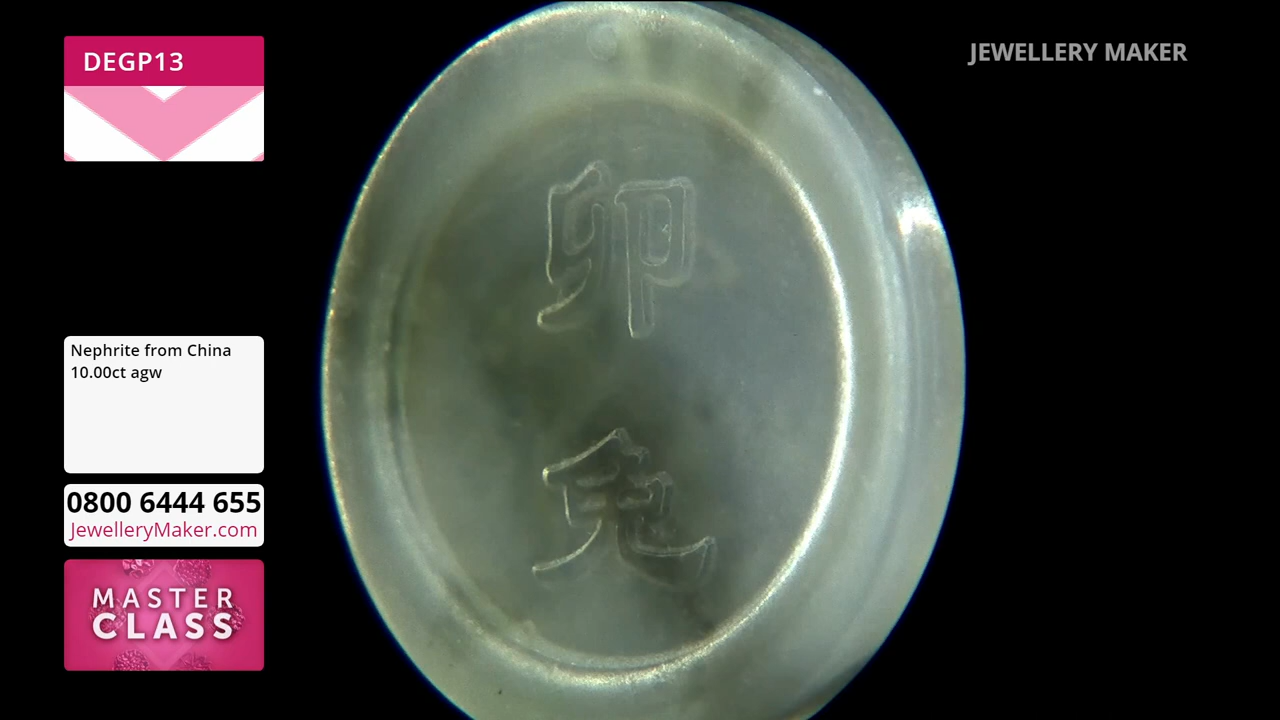 DEGP13
JEWELLERY MAKER
卯
兔
Nephrite from China
10.00ct agw
0800 6444 655
JewelleryMaker.com
MASTER
CLASS